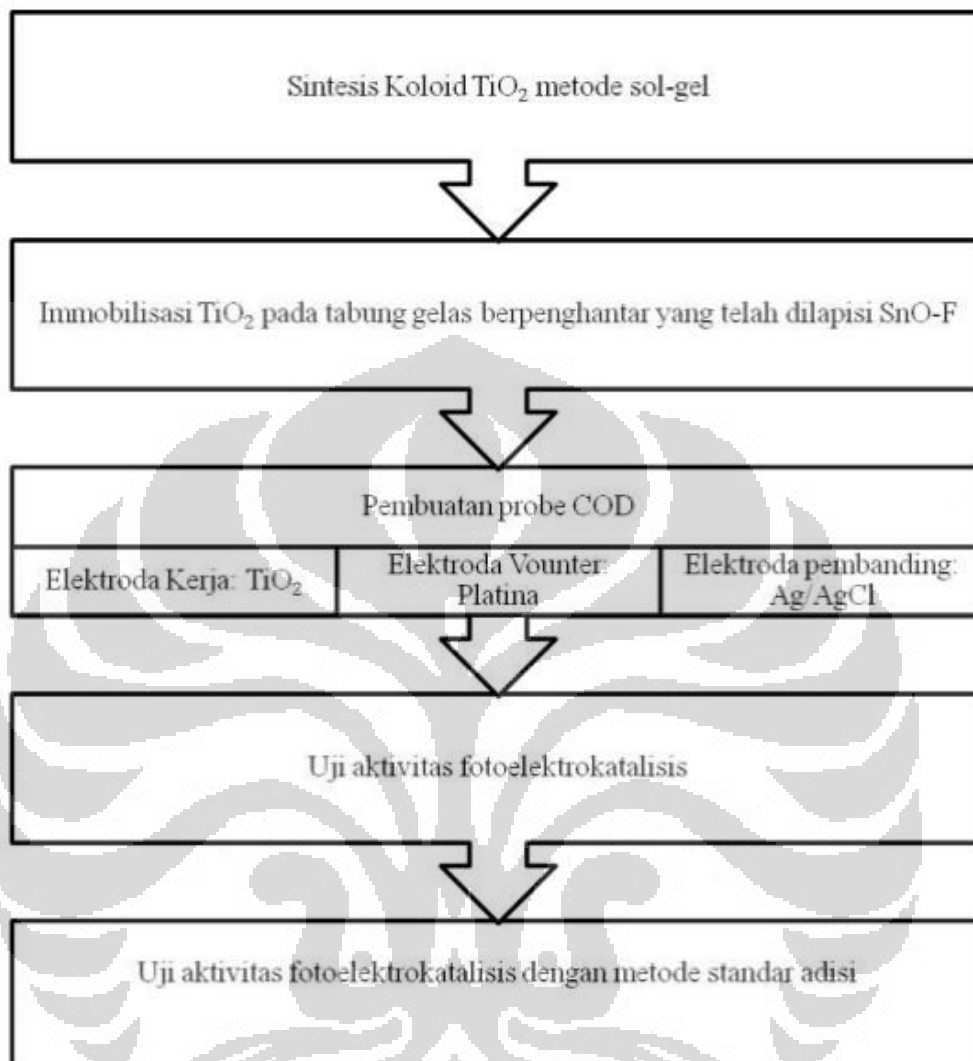 Sintesis Koloid TiO₂ metode sol-gel
Immobilisasi TiO₂ pada tabung gelas berpenghantar yang telah dilapisi SnO-F
Pembuatan probe COD
Elektroda Kerja: TiO₂
Elektroda Vounter:
Platina
Elektroda pembanding:
Ag/AgCl
Uji aktivitas fotoelektrokatalisis
Uji aktivitas fotoelektrokatalisis dengan metode standar adisi